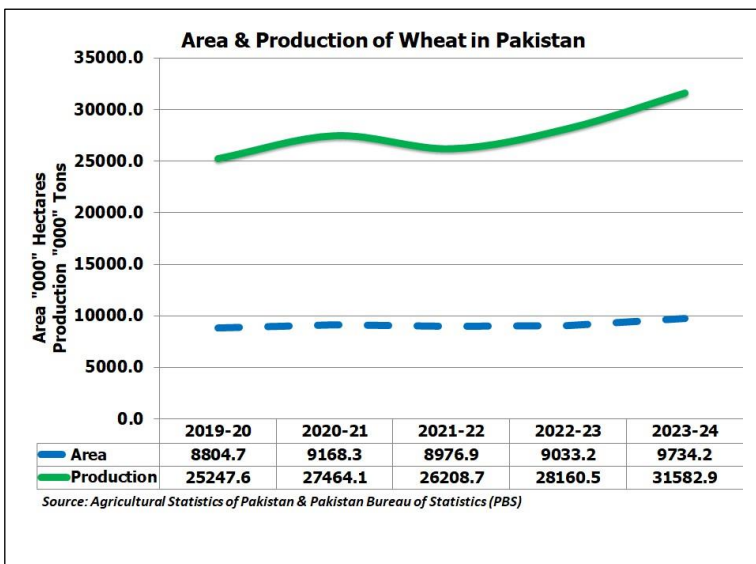 Area & Production of Wheat in Pakistan
35000.0
30000.0
25000.0
20000.0
15000.0
10000.0
5000.0
0.0
Area "000" Hectares
Production "000" Tons
2019-20 2020-21 2021-22 2022-23 2023-24
Area 8804.7 9168.3 8976.9 9033.2 9734.2
Production 25247.6 27464.1 26208.7 28160.5 31582.9
Source: Agricultural Statistics of Pakistan & Pakistan Bureau of Statistics (PBS)